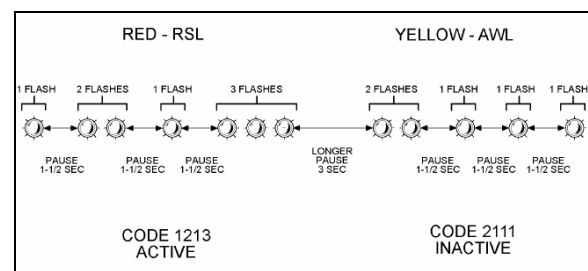 RED - RSL
YELLOW - AWL
1 FLASH 2 FLASHES 1 FLASH 3 FLASHES 2 FLASHES 1 FLASH 1 FLASH 1 FLASH
PAUSE
1-1/2 SEC
PAUSE
1-1/2 SEC
PAUSE
1-1/2 SEC
LONGER
PAUSE
3 SEC
PAUSE
1-1/2 SEC
PAUSE
1-1/2 SEC
PAUSE
1-1/2 SEC
CODE 1213
ACTIVE
CODE 2111
INACTIVE